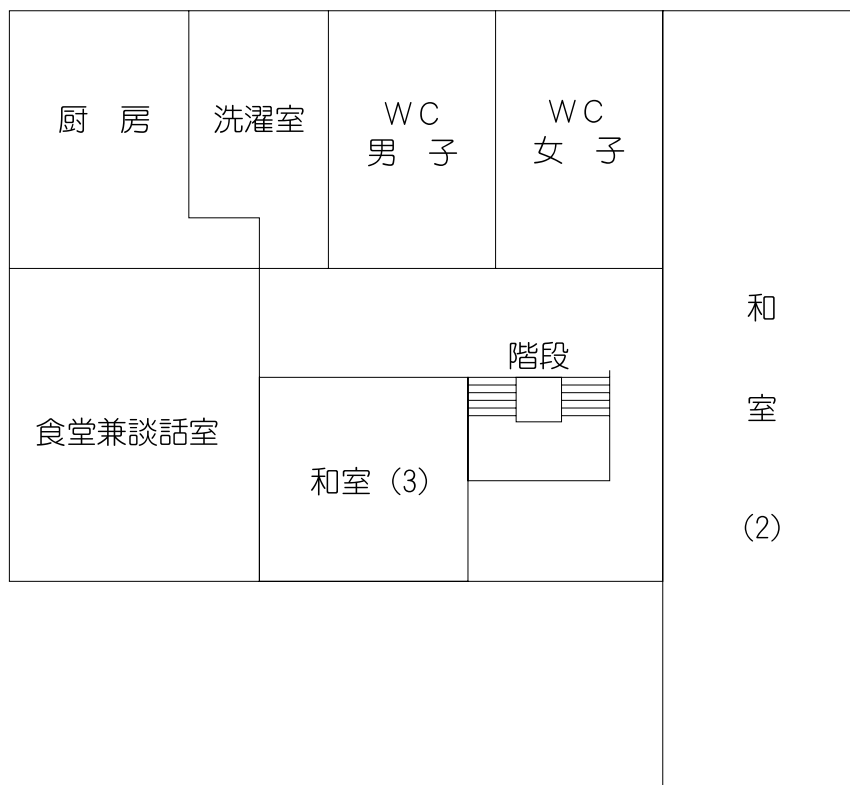 厨　房
洗濯室
ＷＣ
男　子
ＷＣ
女　子
和
室
(2)
階段
食堂兼談話室
和室 (3)